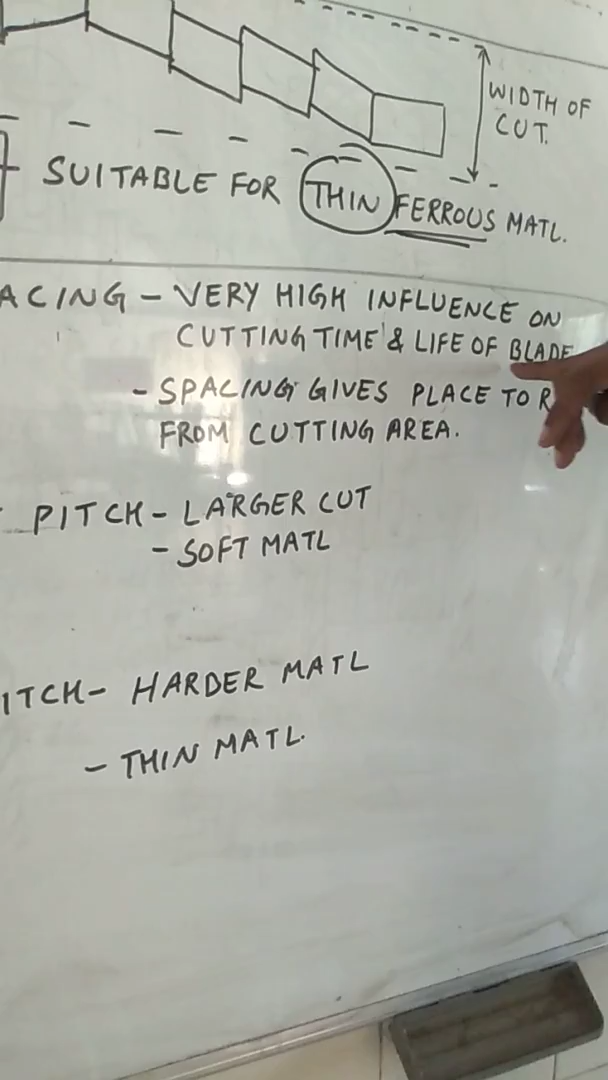 WIDTH OF
CUT.
SUITABLE FOR THIN FERROUS MATL.
ACING - VERY HIGH INFLUENCE ON
CUTTING TIME & LIFE OF BLADE
- SPACING GIVES PLACE TO R
FROM CUTTING AREA.
PITCH - LARGER CUT
- SOFT MATL
ITCH - HARDER MATL
- THIN MATL.